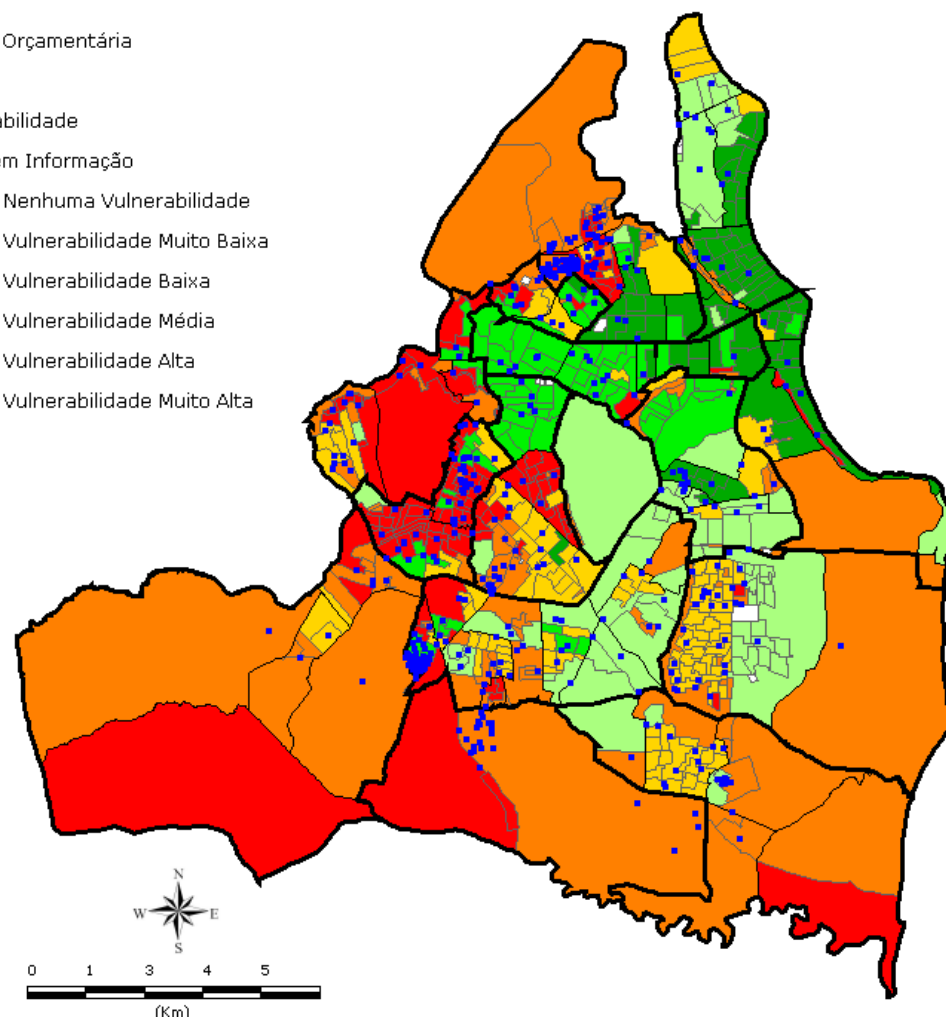 Orçamentária
abilidade
em Informação
Nenhuma Vulnerabilidade
Vulnerabilidade Muito Baixa
Vulnerabilidade Baixa
Vulnerabilidade Média
Vulnerabilidade Alta
Vulnerabilidade Muito Alta
N
W E
S
0 1 3 4 5
(Km)